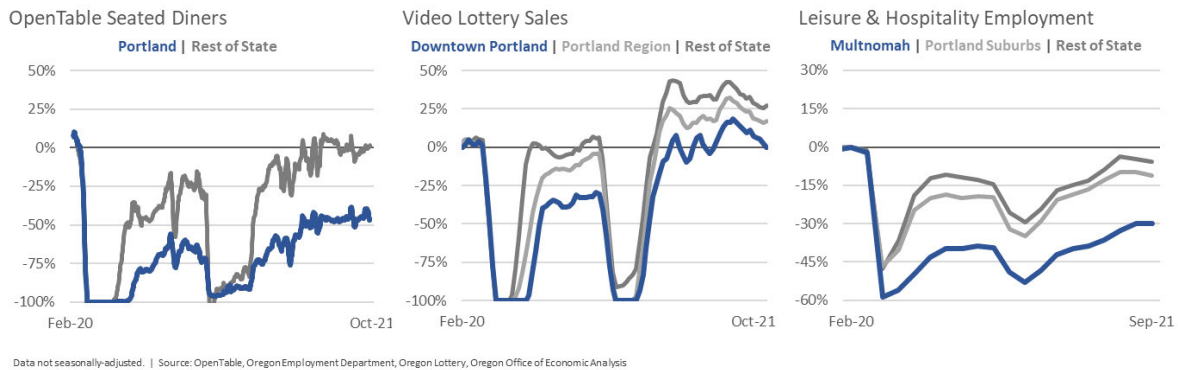 OpenTable Seated Diners
Portland | Rest of State
50%
25%
0%
-25%
-50%
-75%
-100%
Feb-20
Oct-21
Video Lottery Sales
Downtown Portland | Portland Region | Rest of State
50%
25%
0%
-25%
-50%
-75%
-100%
Feb-20
Oct-21
Leisure & Hospitality Employment
Multnomah | Portland Suburbs | Rest of State
30%
15%
0%
-15%
-30%
-45%
-60%
Feb-20
Sep-21
Data not seasonally-adjusted. | Source: OpenTable, Oregon Employment Department, Oregon Lottery, Oregon Office of Economic Analysis